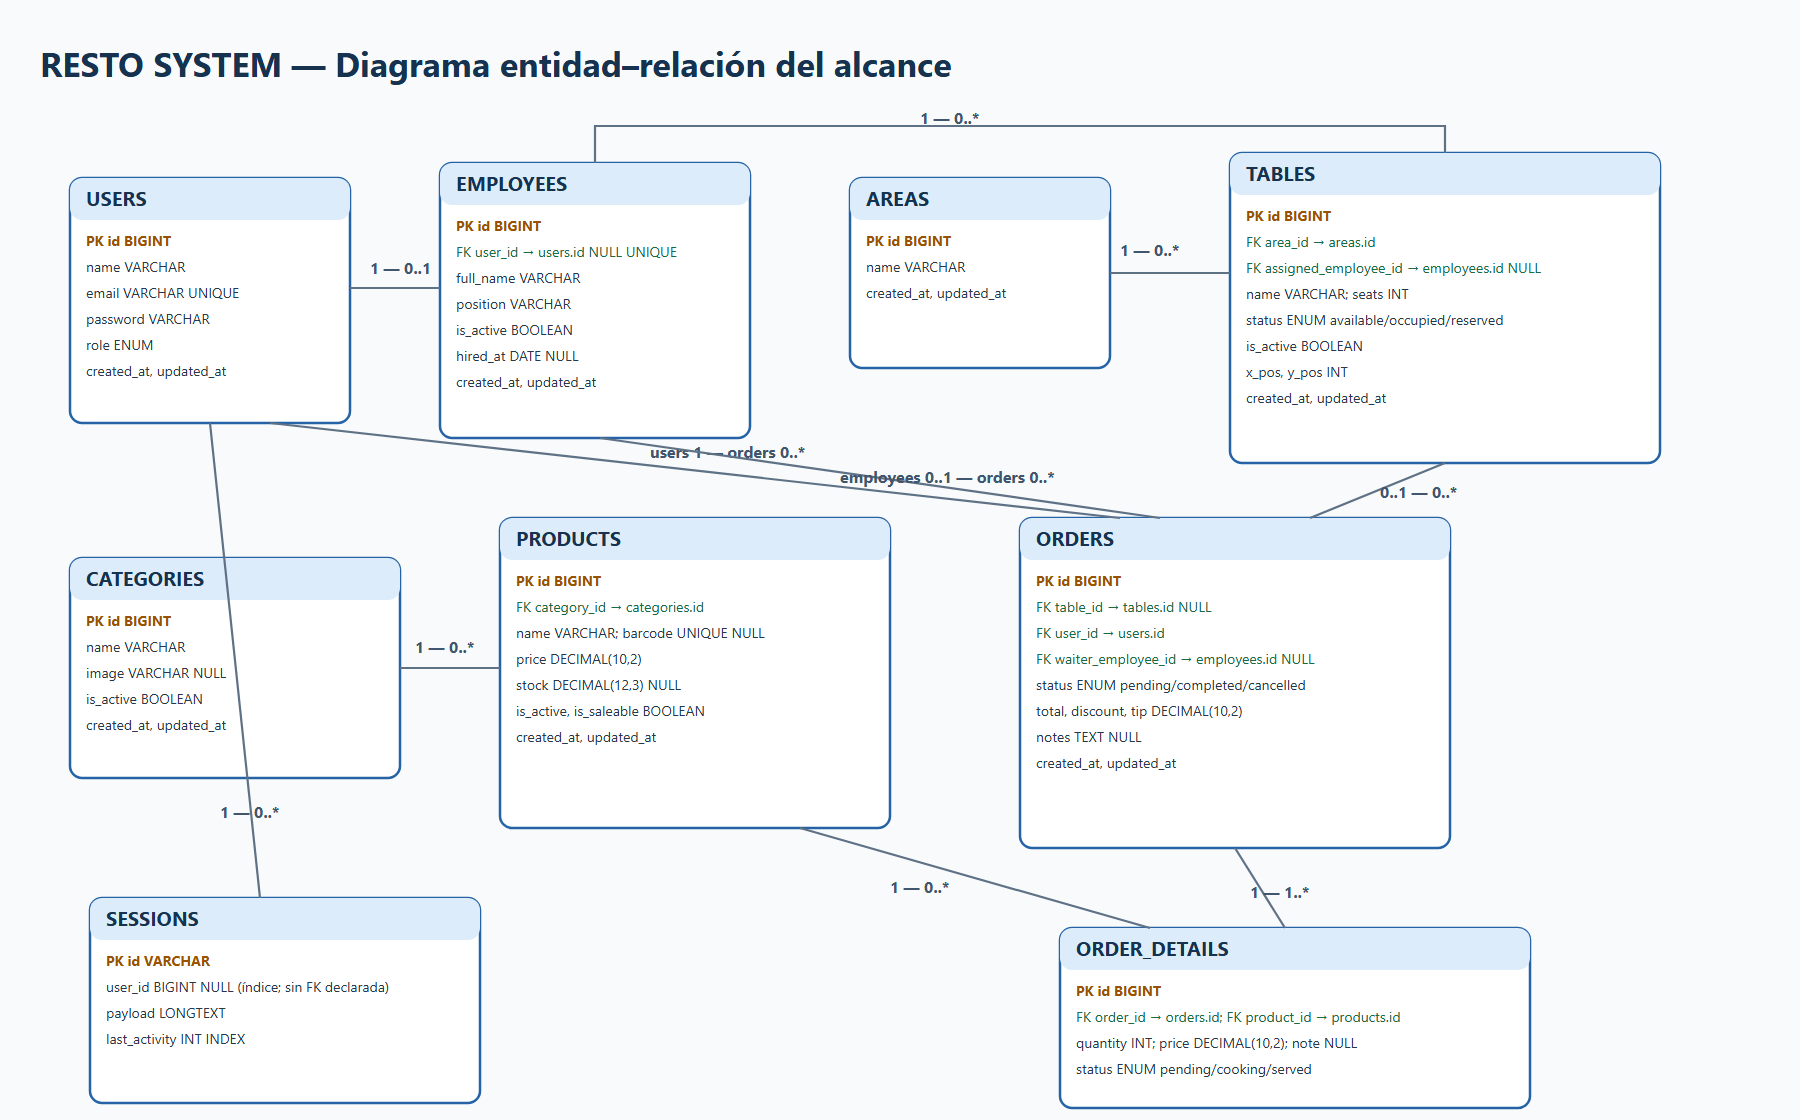 RESTO SYSTEM — Diagrama entidad–relación del alcance
1 — 0..*
USERS
PK id BIGINT
name VARCHAR
email VARCHAR UNIQUE
password VARCHAR
role ENUM
created_at, updated_at
1 — 0..1
EMPLOYEES
PK id BIGINT
FK user_id → users.id NULL UNIQUE
full_name VARCHAR
position VARCHAR
is_active BOOLEAN
hired_at DATE NULL
created_at, updated_at
AREAS
PK id BIGINT
name VARCHAR
created_at, updated_at
1 — 0..*
TABLES
PK id BIGINT
FK area_id → areas.id
FK assigned_employee_id → employees.id NULL
name VARCHAR; seats INT
status ENUM available/occupied/reserved
is_active BOOLEAN
x_pos, y_pos INT
created_at, updated_at
users 1 — orders 0..*
employees 0..1 — orders 0..*
0..1 — 0..*
CATEGORIES
PK id BIGINT
name VARCHAR
image VARCHAR NULL
is_active BOOLEAN
created_at, updated_at
1 — 0..*
PRODUCTS
PK id BIGINT
FK category_id → categories.id
name VARCHAR; barcode UNIQUE NULL
price DECIMAL(10,2)
stock DECIMAL(12,3) NULL
is_active, is_saleable BOOLEAN
created_at, updated_at
ORDERS
PK id BIGINT
FK table_id → tables.id NULL
FK user_id → users.id
FK waiter_employee_id → employees.id NULL
status ENUM pending/completed/cancelled
total, discount, tip DECIMAL(10,2)
notes TEXT NULL
created_at, updated_at
1 — 0..*
1 — 0..*
1 — 1..*
SESSIONS
PK id VARCHAR
user_id BIGINT NULL (índice; sin FK declarada)
payload LONGTEXT
last_activity INT INDEX
ORDER_DETAILS
PK id BIGINT
FK order_id → orders.id; FK product_id → products.id
quantity INT; price DECIMAL(10,2); note NULL
status ENUM pending/cooking/served